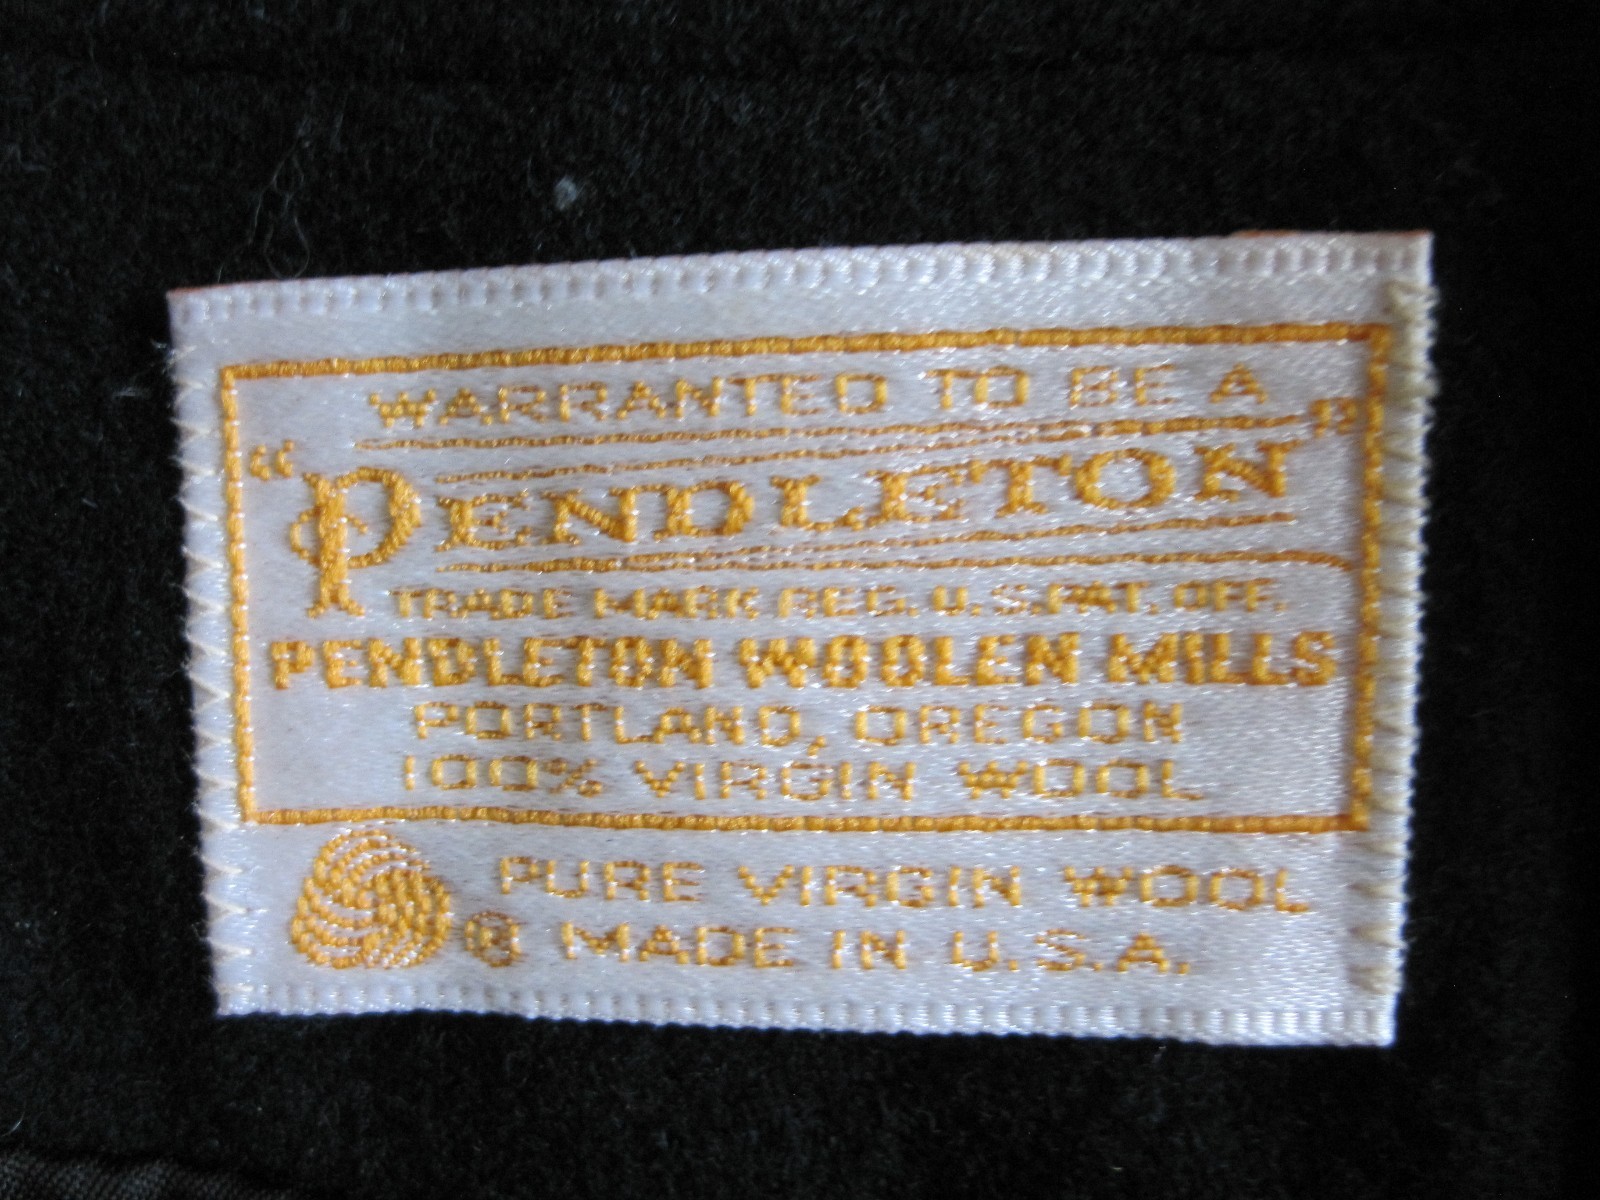 WARRANTED TO BE A
"PENDLETON"
TRADE MARK REG. U.S. PAT. OFF.
PENDLETON WOOLEN MILLS
PORTLAND, OREGON
100% VIRGIN WOOL
PURE VIRGIN WOOL
® MADE IN U.S.A.